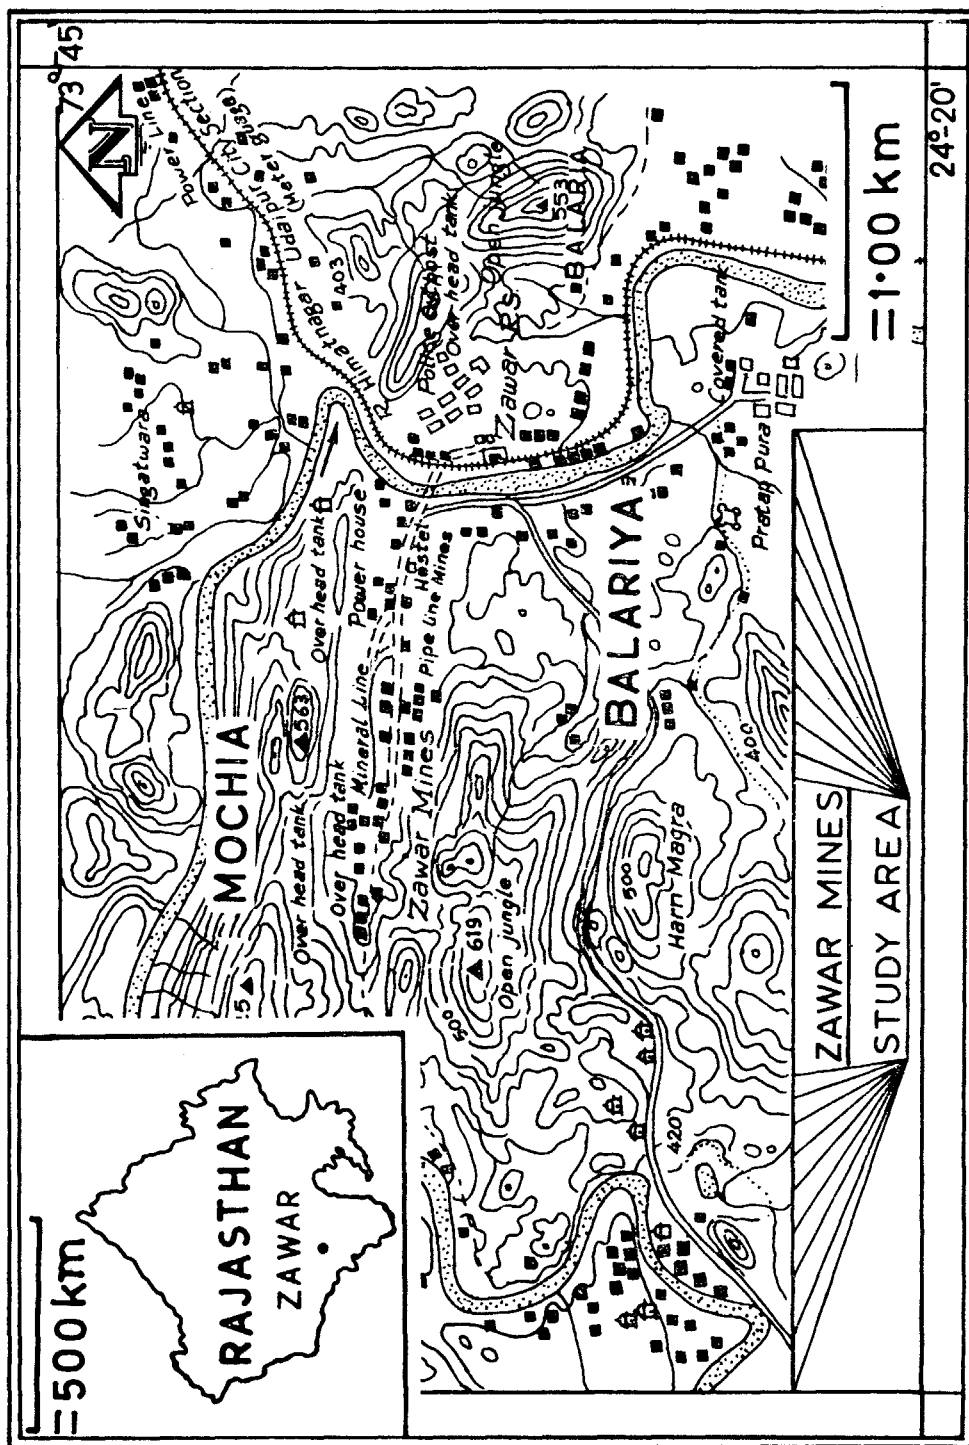 73°45'
N
Power Line
Udaipur City Section
(Meter guage)
Himatnagar
403
Singatwara
Police outpost
Over head tank
Open jungle
553
BALARIA
Zawar P.S
Covered tank
Pratap Pura
=1·00 km
24°-20'
MOCHIA
563
Over head tank
Power house
Over head tank
Over head tank
Mineral Line
Hostel
Pipe line Mines
Zawar Mines
BALARIYA
619
Open jungle
500
500
Harn Magra
400
420
5
=500km
RAJASTHAN
ZAWAR
ZAWAR MINES
STUDY AREA